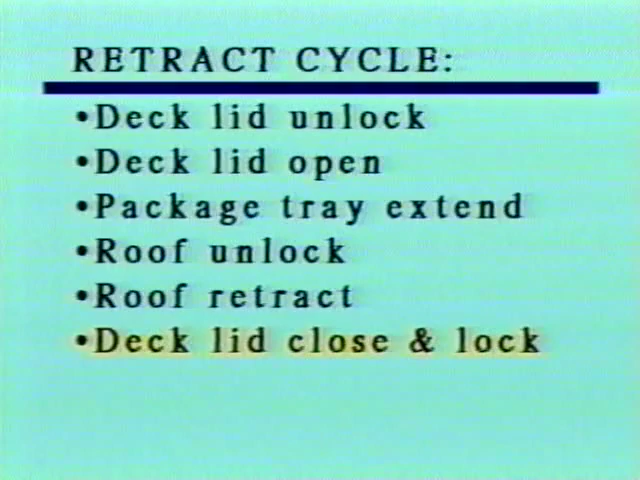 RETRACT CYCLE:
•Deck lid unlock
•Deck lid open
•Package tray extend
•Roof unlock
•Roof retract
•Deck lid close & lock